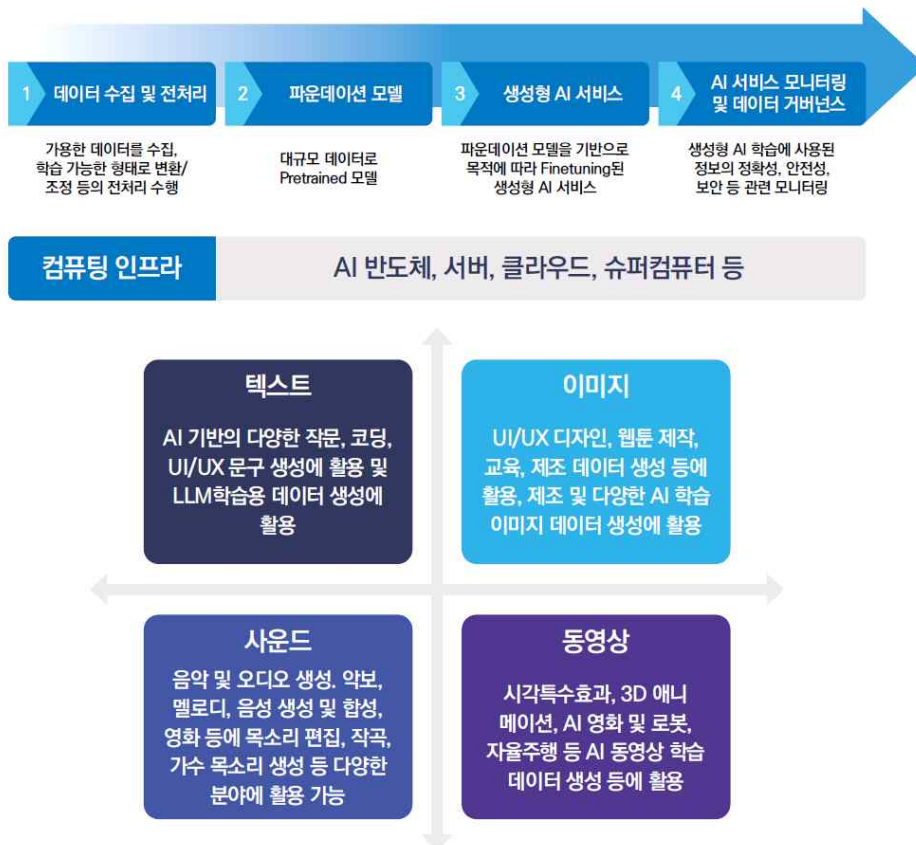 1 데이터 수집 및 전처리
2 파운데이션 모델
3 생성형 AI 서비스
4 AI 서비스 모니터링
및 데이터 거버넌스
가용한 데이터를 수집,
학습 가능한 형태로 변환/
조정 등의 전처리 수행
대규모 데이터로
Pretrained 모델
파운데이션 모델을 기반으로
목적에 따라 Finetuning된
생성형 AI 서비스
생성형 AI 학습에 사용된
정보의 정확성, 안전성,
보안 등 관련 모니터링
컴퓨팅 인프라
AI 반도체, 서버, 클라우드, 슈퍼컴퓨터 등
텍스트
AI 기반의 다양한 작문, 코딩,
UI/UX 문구 생성에 활용 및
LLM학습용 데이터 생성에
활용
이미지
UI/UX 디자인, 웹툰 제작,
교육, 제조 데이터 생성 등에
활용, 제조 및 다양한 AI 학습
이미지 데이터 생성에 활용
사운드
음악 및 오디오 생성. 악보,
멜로디, 음성 생성 및 합성,
영화 등에 목소리 편집, 작곡,
가수 목소리 생성 등 다양한
분야에 활용 가능
동영상
시각특수효과, 3D 애니
메이션, AI 영화 및 로봇,
자율주행 등 AI 동영상 학습
데이터 생성 등에 활용